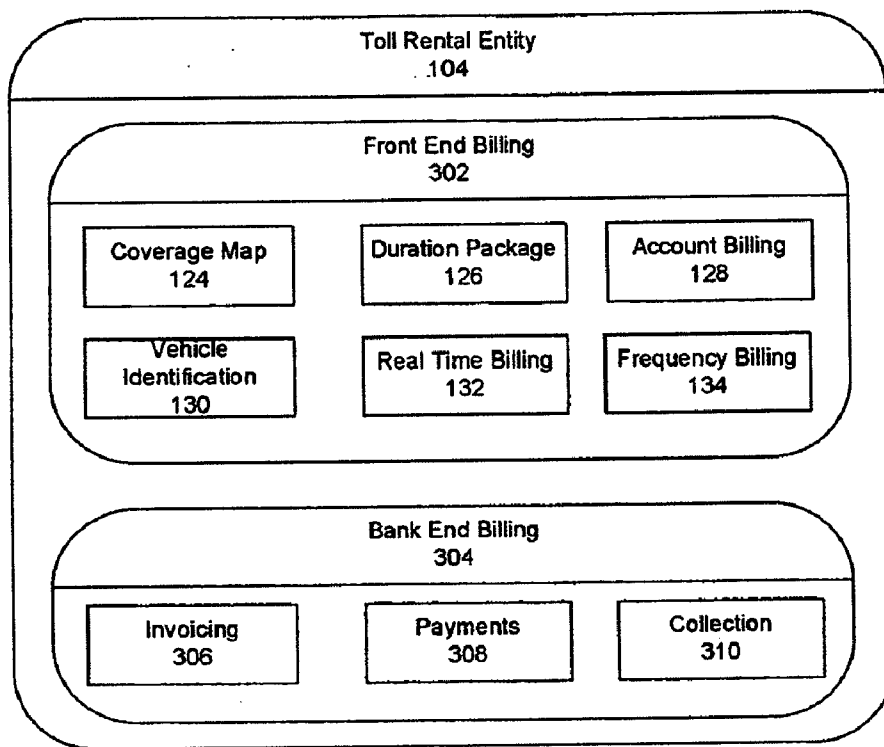 Toll Rental Entity
104
Front End Billing
302
Coverage Map
124
Duration Package
126
Account Billing
128
Vehicle
Identification
130
Real Time Billing
132
Frequency Billing
134
Bank End Billing
304
Invoicing
306
Payments
308
Collection
310